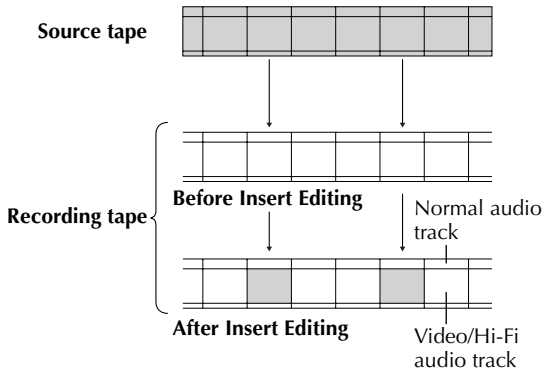 Source tape
Before Insert Editing
Recording tape
Normal audio
track
After Insert Editing
Video/Hi-Fi
audio track